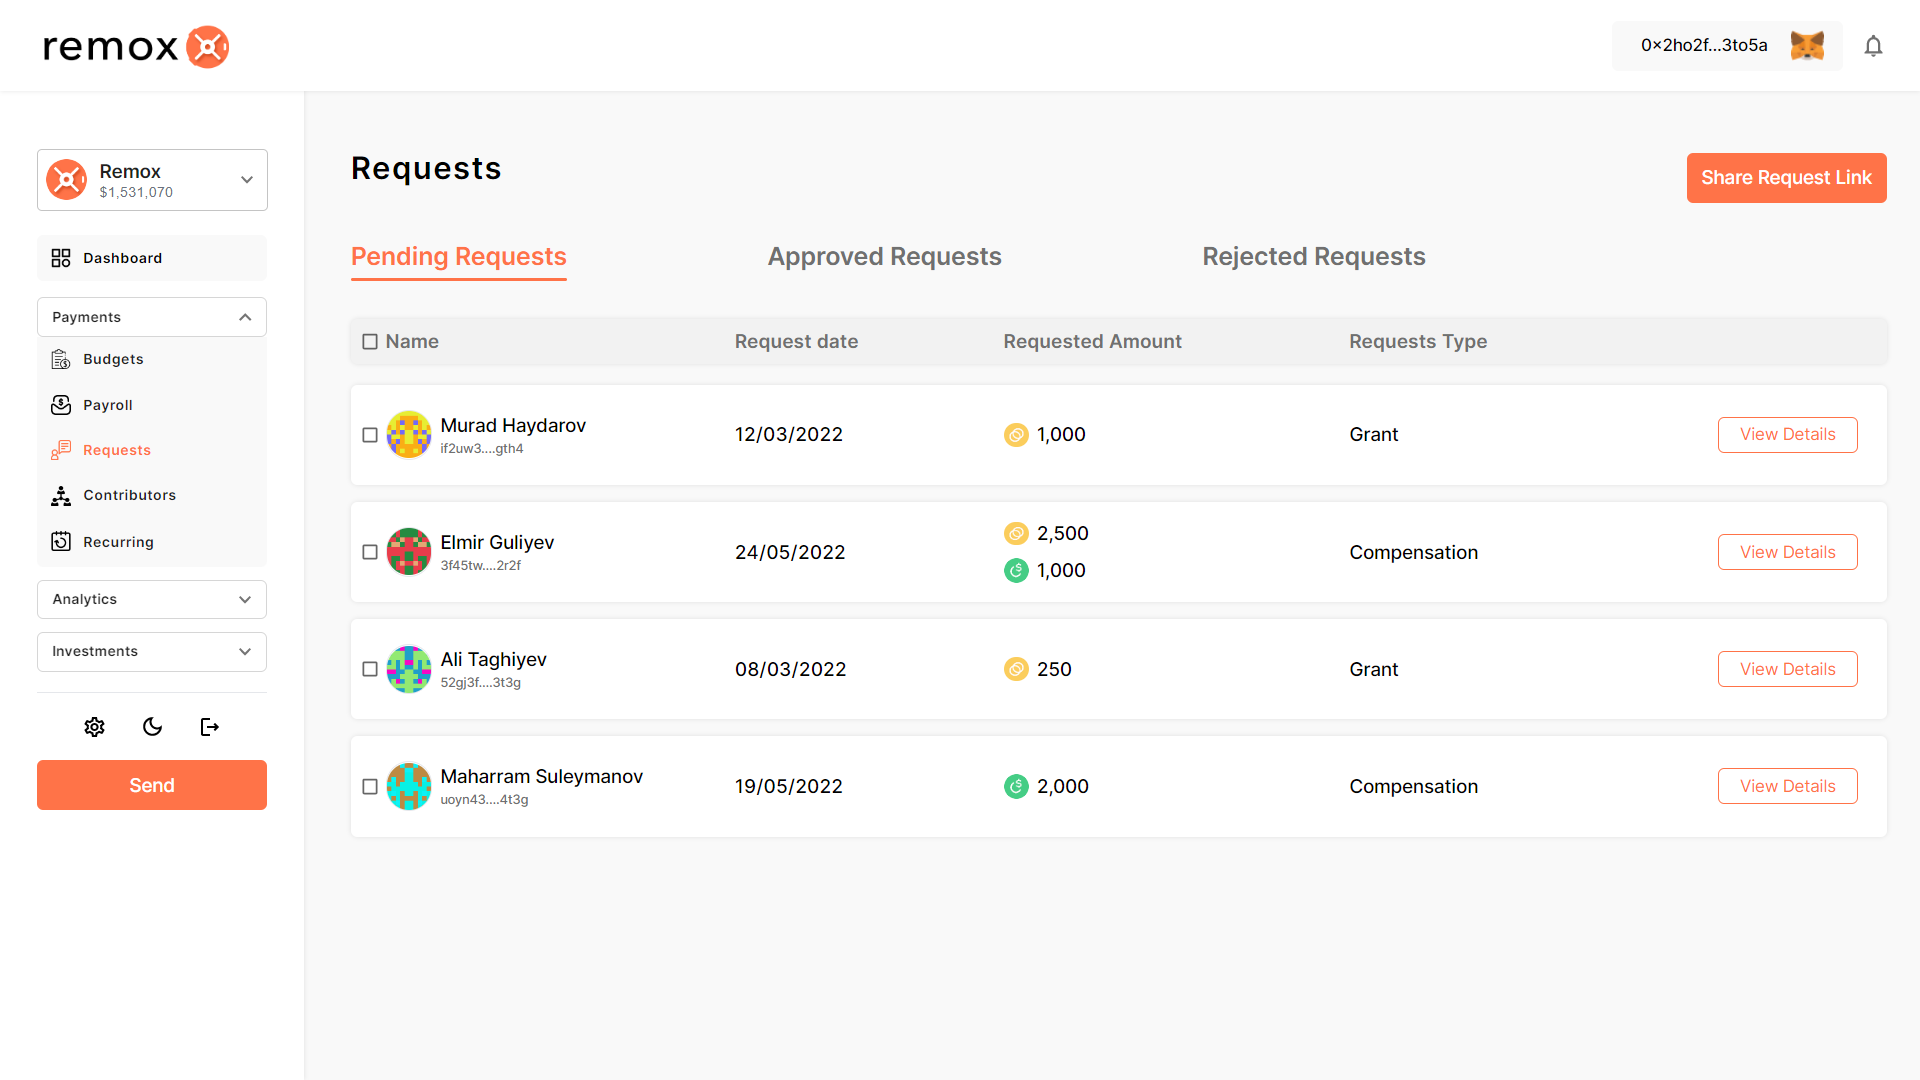 remox
0x2ho2f...3to5a
Remox
$1,531,070
Dashboard
Payments
Budgets
Payroll
Requests
Contributors
Recurring
Analytics
Investments
Send
Requests
Share Request Link
Pending Requests
Approved Requests
Rejected Requests
Name Request date Requested Amount Requests Type
Murad Haydarov
if2uw3....gth4
12/03/2022
1,000
Grant
View Details
Elmir Guliyev
3f45tw....2r2f
24/05/2022
2,500
1,000
Compensation
View Details
Ali Taghiyev
52gj3f....3t3g
08/03/2022
250
Grant
View Details
Maharram Suleymanov
uoyn43....4t3g
19/05/2022
2,000
Compensation
View Details